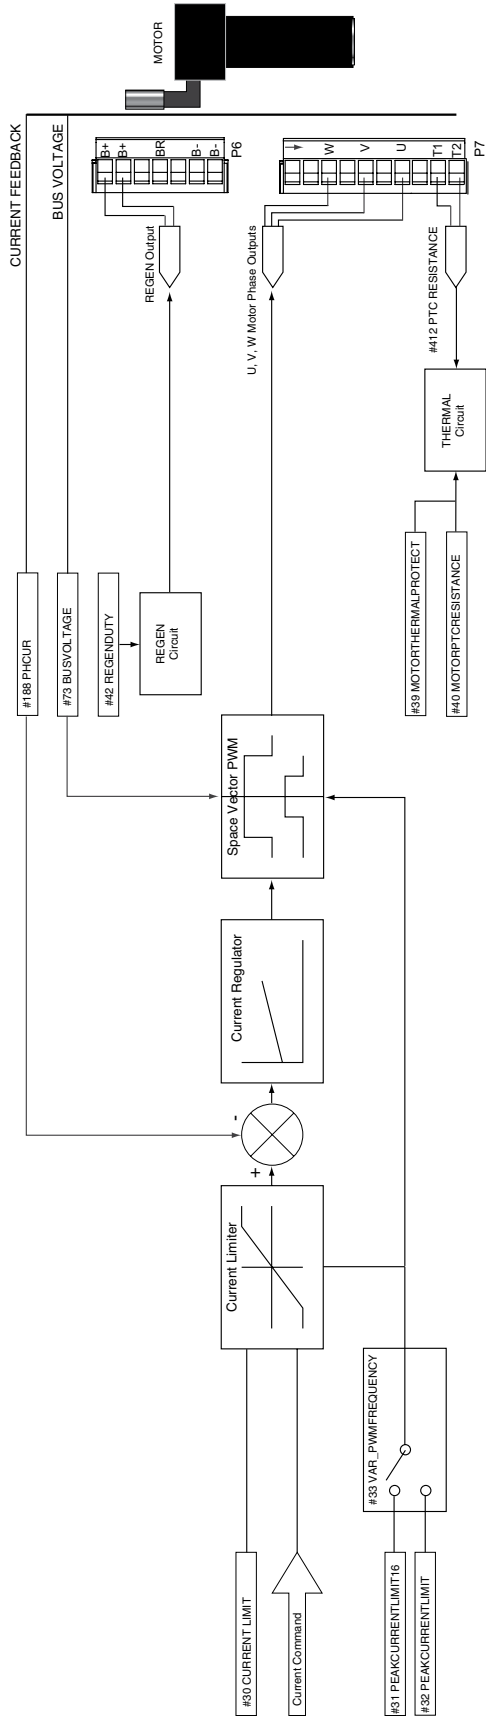 CURRENT FEEDBACK
BUS VOLTAGE
MOTOR
#188 PHCUR
#73 BUSVOLTAGE
#42 REGENDUTY
REGEN
Circuit
REGEN Output
B+
B+
BR
B-
B-
P6
#30 CURRENT LIMIT
Current Command
Current Limiter
+
-
Current Regulator
Space Vector PWM
U, V, W Motor Phase Outputs
W
V
U
T1
T2
P7
#31 PEAKCURRENTLIMIT16
#32 PEAKCURRENTLIMIT
#33 VAR_PWMFREQUENCY
#39 MOTORTHERMALPROTECT
#40 MOTORPTCRESISTANCE
THERMAL
Circuit
#412 PTC RESISTANCE